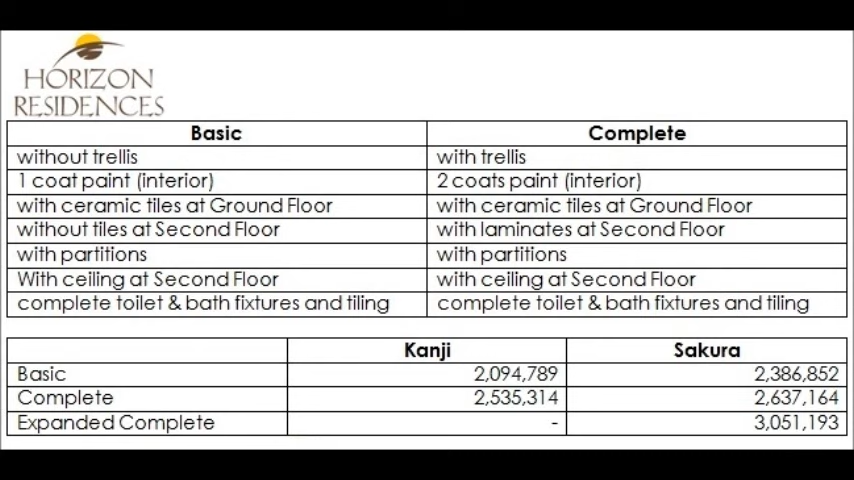 HORIZON
RESIDENCES
Basic Complete
without trellis with trellis
1 coat paint (interior) 2 coats paint (interior)
with ceramic tiles at Ground Floor with ceramic tiles at Ground Floor
without tiles at Second Floor with laminates at Second Floor
with partitions with partitions
With ceiling at Second Floor with ceiling at Second Floor
complete toilet & bath fixtures and tiling complete toilet & bath fixtures and tiling
Kanji Sakura
Basic 2,094,789 2,386,852
Complete 2,535,314 2,637,164
Expanded Complete - 3,051,193